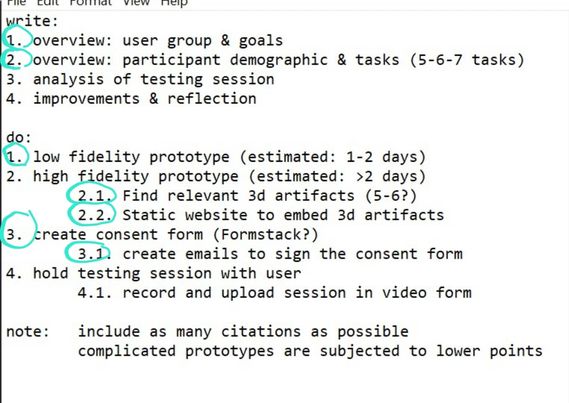 File Edit Format View Help
write:
1. overview: user group & goals
2. overview: participant demographic & tasks (5-6-7 tasks)
3. analysis of testing session
4. improvements & reflection
do:
1. low fidelity prototype (estimated: 1-2 days)
2. high fidelity prototype (estimated: >2 days)
2.1. Find relevant 3d artifacts (5-6?)
2.2. Static website to embed 3d artifacts
3. create consent form (Formstack?)
3.1. create emails to sign the consent form
4. hold testing session with user
4.1. record and upload session in video form
note: include as many citations as possible
complicated prototypes are subjected to lower points